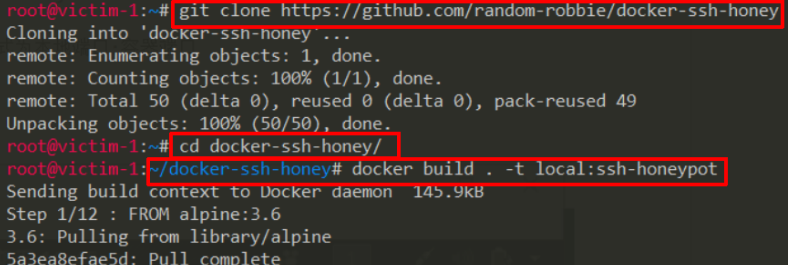 root@victim-1:~# git clone https://github.com/random-robbie/docker-ssh-honey
Cloning into 'docker-ssh-honey'...
remote: Enumerating objects: 1, done.
remote: Counting objects: 100% (1/1), done.
remote: Total 50 (delta 0), reused 0 (delta 0), pack-reused 49
Unpacking objects: 100% (50/50), done.
root@victim-1:~# cd docker-ssh-honey/
root@victim-1:~/docker-ssh-honey# docker build . -t local:ssh-honeypot
Sending build context to Docker daemon  145.9kB
Step 1/12 : FROM alpine:3.6
3.6: Pulling from library/alpine
5a3ea8efae5d: Pull complete